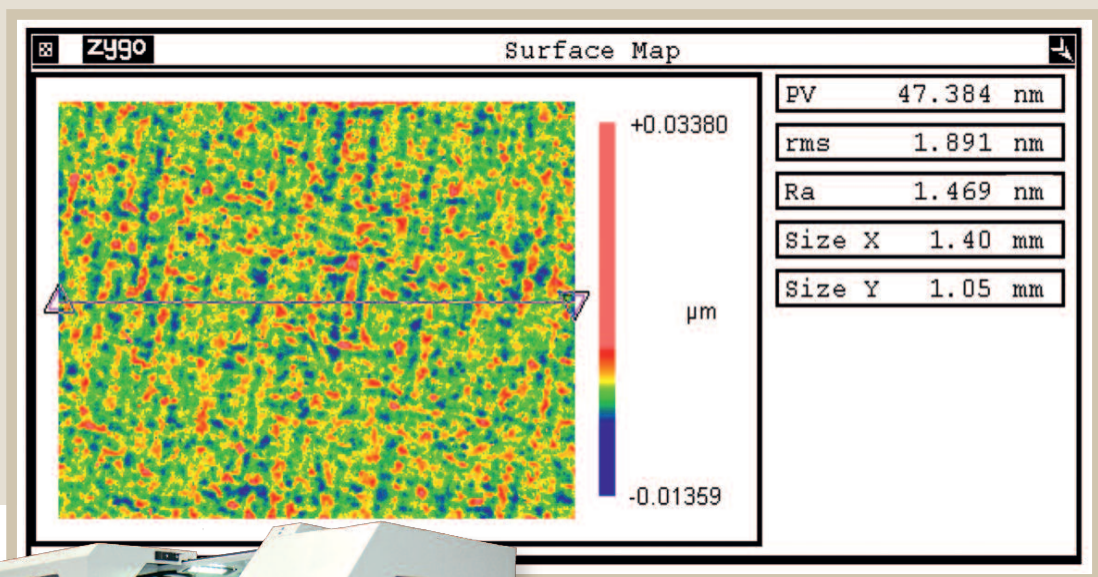 zygo
Surface Map
+0.03380
µm
-0.01359
PV 47.384 nm
rms 1.891 nm
Ra 1.469 nm
Size X 1.40 mm
Size Y 1.05 mm